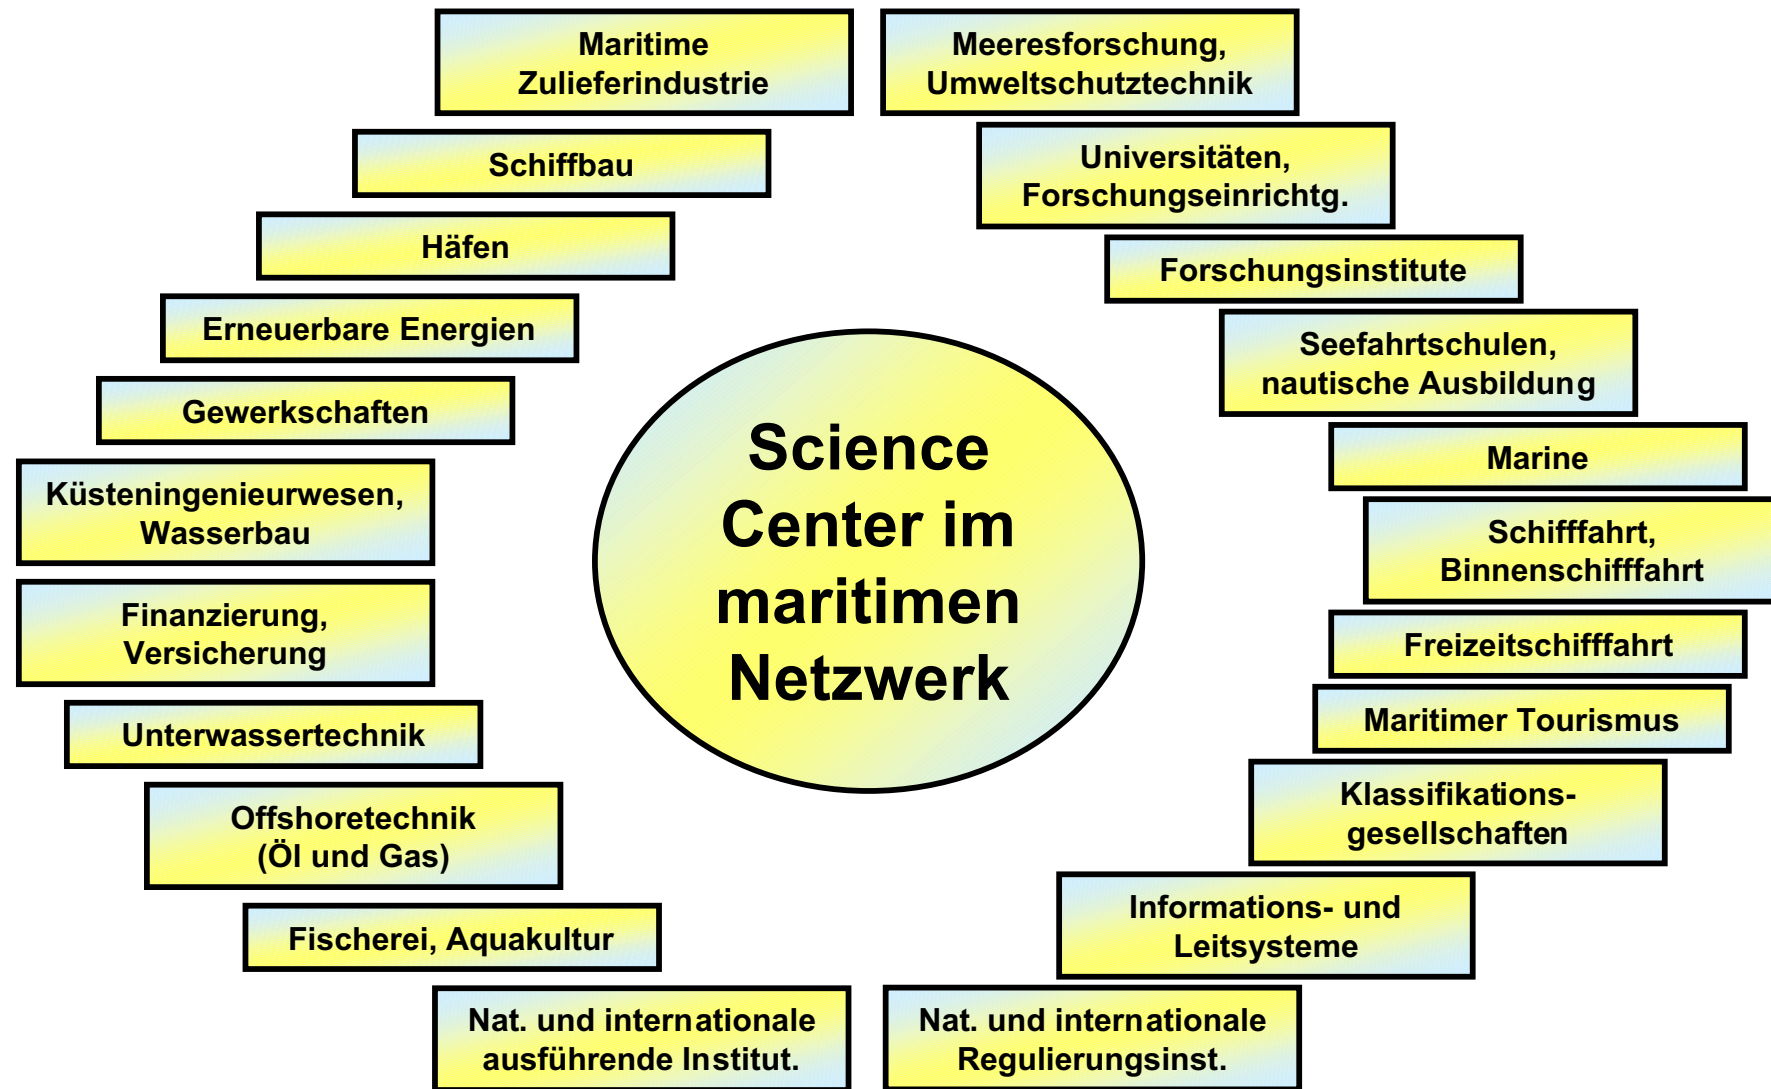 Maritime
Zulieferindustrie
Meeresforschung,
Umweltschutztechnik
Schiffbau
Universitäten,
Forschungseinrichtg.
Häfen
Forschungsinstitute
Erneuerbare Energien
Seefahrtschulen,
nautische Ausbildung
Gewerkschaften
Marine
Küsteningenieurwesen,
Wasserbau
Schifffahrt,
Binnenschifffahrt
Science
Center im
maritimen
Netzwerk
Finanzierung,
Versicherung
Freizeitschifffahrt
Unterwassertechnik
Maritimer Tourismus
Offshoretechnik
(Öl und Gas)
Klassifikations-
gesellschaften
Fischerei, Aquakultur
Informations- und
Leitsysteme
Nat. und internationale
ausführende Institut.
Nat. und internationale
Regulierungsinst.